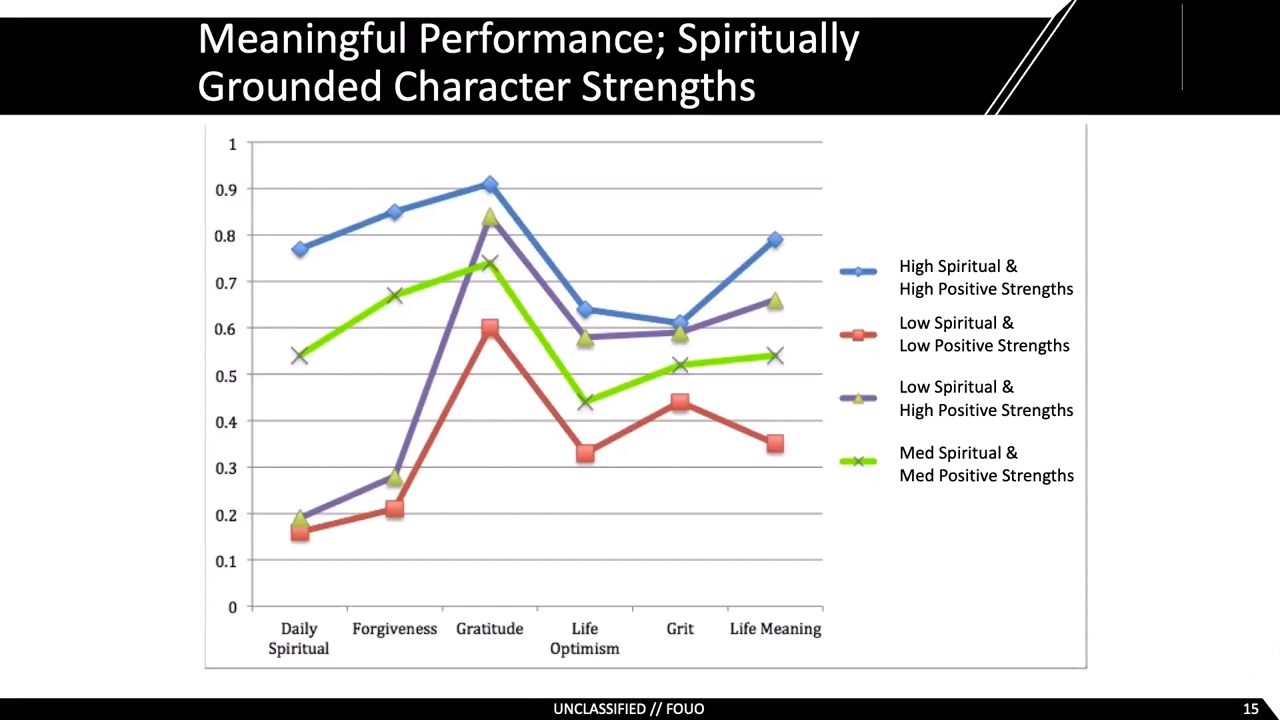 Meaningful Performance; Spiritually
Grounded Character Strengths
1
0.9
0.8
0.7
0.6
0.5
0.4
0.3
0.2
0.1
0
Daily
Spiritual
Forgiveness
Gratitude
Life
Optimism
Grit
Life Meaning
High Spiritual &
High Positive Strengths
Low Spiritual &
Low Positive Strengths
Low Spiritual &
High Positive Strengths
Med Spiritual &
Med Positive Strengths
UNCLASSIFIED // FOUO
15